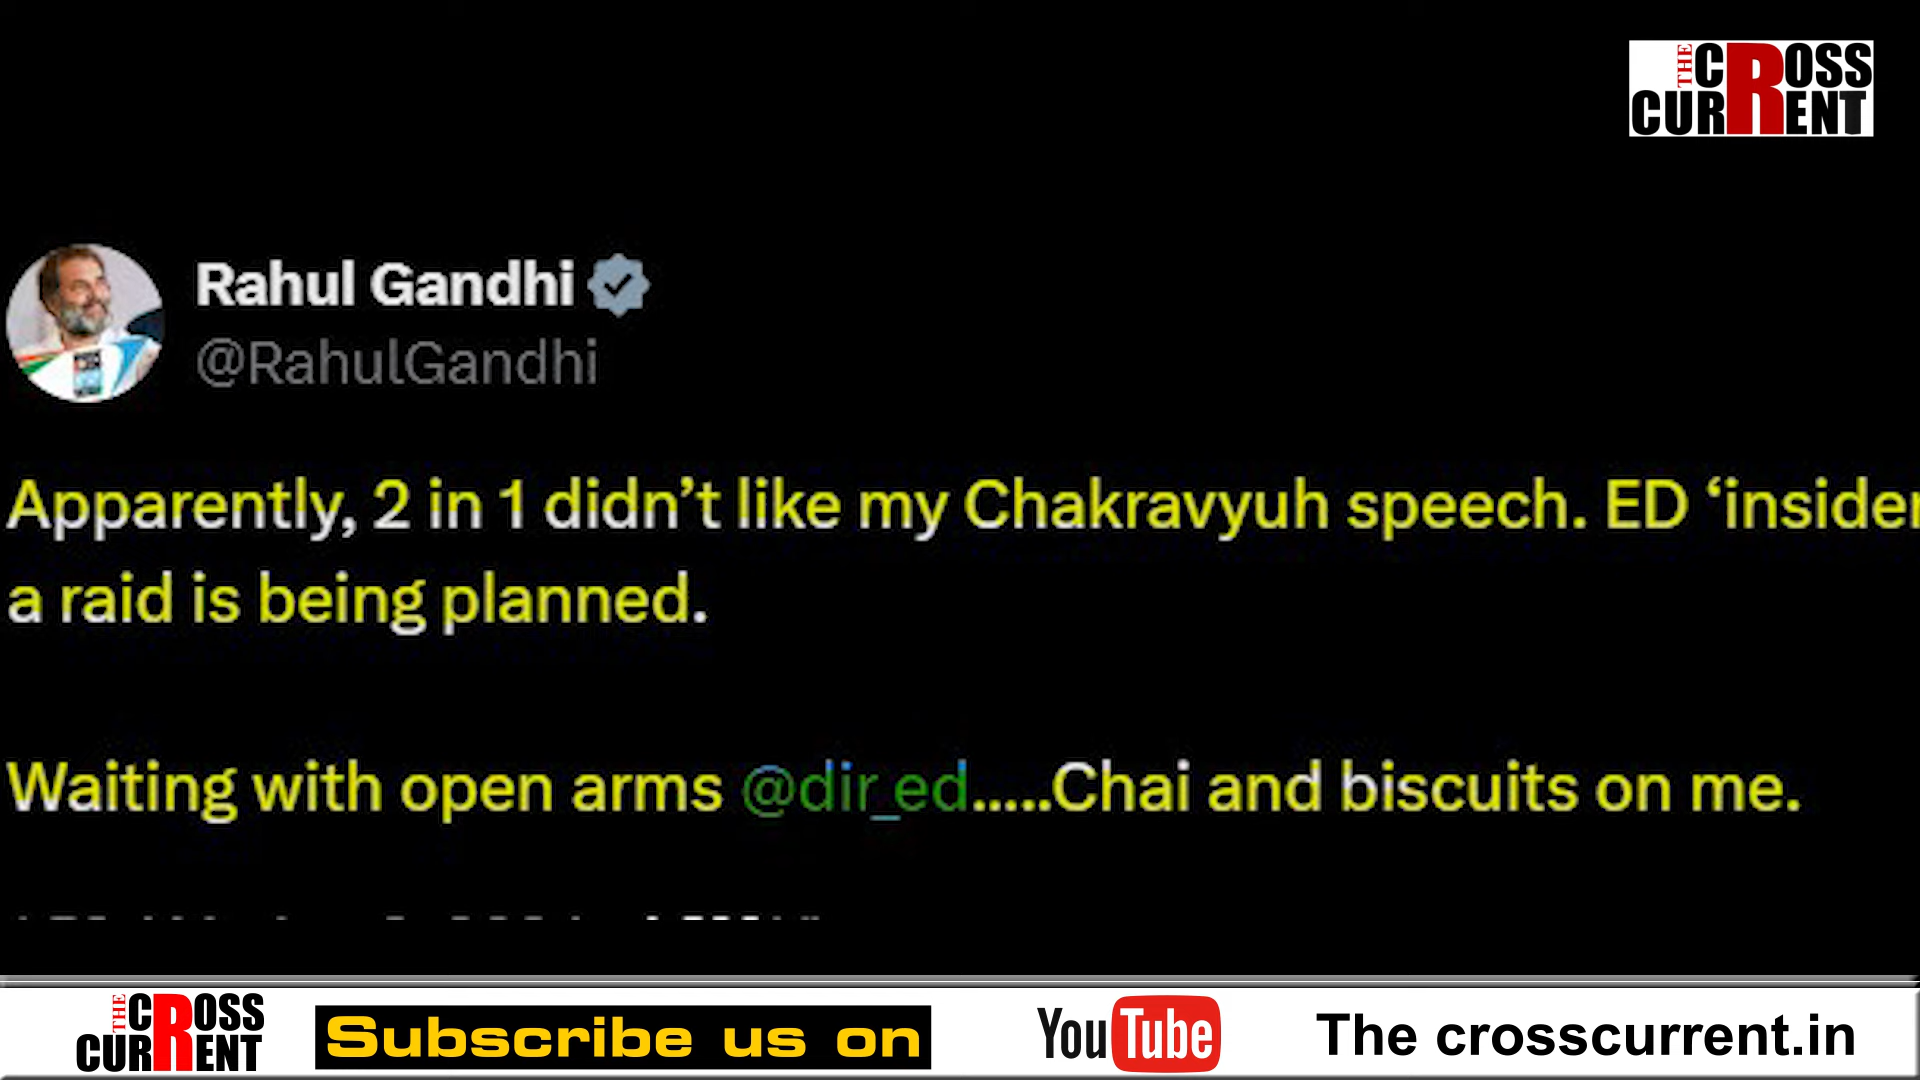 THE CROSS
CURRENT
Rahul Gandhi
@RahulGandhi
Apparently, 2 in 1 didn’t like my Chakravyuh speech. ED ‘insider
a raid is being planned.
Waiting with open arms @dir_ed.....Chai and biscuits on me.
THE CROSS
CURRENT
Subscribe us on
YouTube
The crosscurrent.in